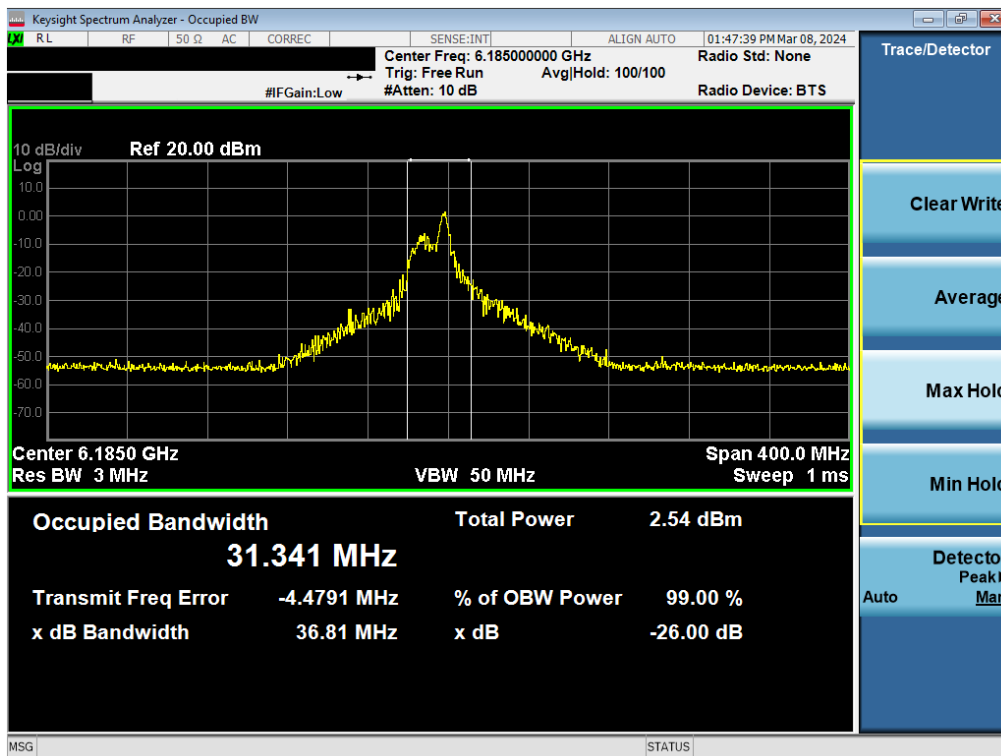 Keysight Spectrum Analyzer - Occupied BW
LXI RL RF 50 Ω AC CORREC SENSE:INT ALIGN AUTO 01:47:39 PM Mar 08, 2024
Center Freq: 6.185000000 GHz Radio Std: None
Trig: Free Run Avg|Hold: 100/100
#IFGain:Low #Atten: 10 dB Radio Device: BTS
10 dB/div Ref 20.00 dBm
Log
10.0
0.00
-10.0
-20.0
-30.0
-40.0
-50.0
-60.0
-70.0
Center 6.1850 GHz Span 400.0 MHz
Res BW 3 MHz VBW 50 MHz Sweep 1 ms
Occupied Bandwidth Total Power 2.54 dBm
31.341 MHz
Transmit Freq Error -4.4791 MHz % of OBW Power 99.00 %
x dB Bandwidth 36.81 MHz x dB -26.00 dB
MSG STATUS
Trace/Detector
Clear Write
Average
Max Hold
Min Hold
Detector
Peak
Auto Man